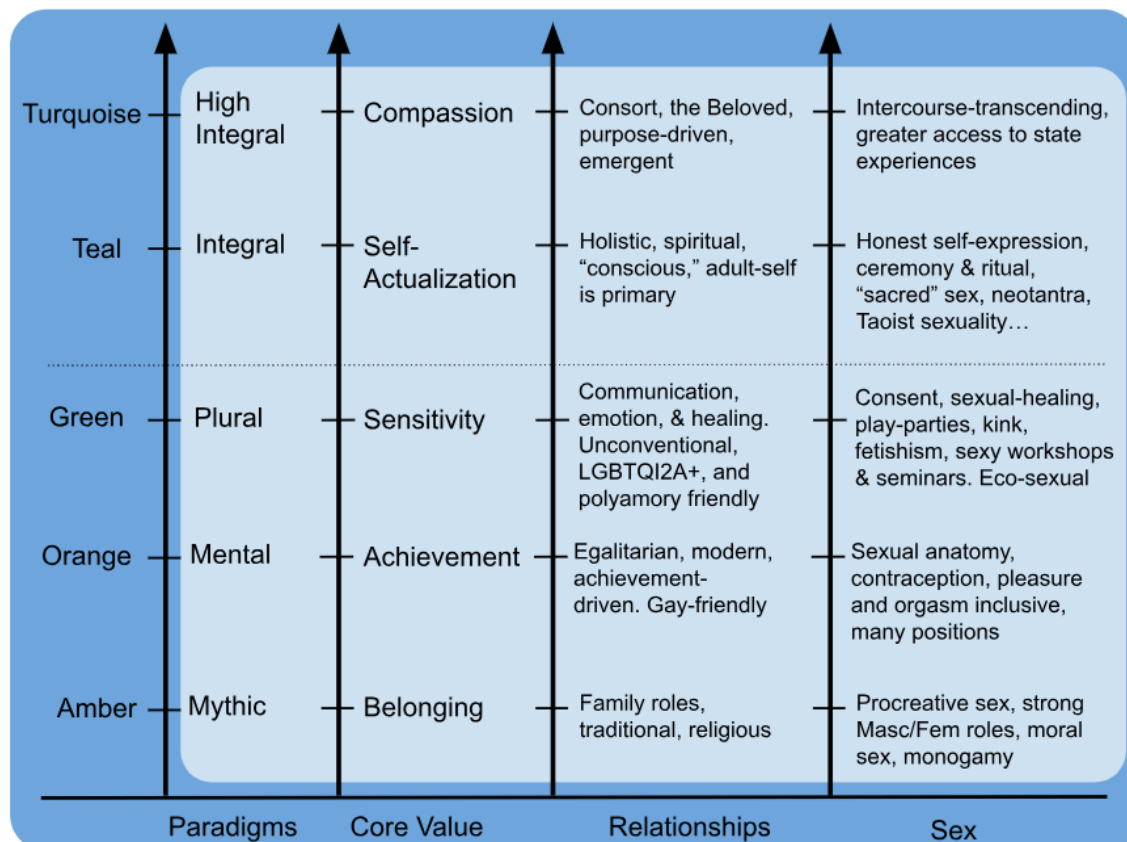 Turquoise
High
Integral
Compassion
Consort, the Beloved,
purpose-driven,
emergent
Intercourse-transcending,
greater access to state
experiences
Teal
Integral
Self-
Actualization
Holistic, spiritual,
“conscious,” adult-self
is primary
Honest self-expression,
ceremony & ritual,
“sacred” sex, neotantra,
Taoist sexuality…
Green
Plural
Sensitivity
Communication,
emotion, & healing.
Unconventional,
LGBTQI2A+, and
polyamory friendly
Consent, sexual-healing,
play-parties, kink,
fetishism, sexy workshops
& seminars. Eco-sexual
Orange
Mental
Achievement
Egalitarian, modern,
achievement-
driven. Gay-friendly
Sexual anatomy,
contraception, pleasure
and orgasm inclusive,
many positions
Amber
Mythic
Belonging
Family roles,
traditional, religious
Procreative sex, strong
Masc/Fem roles, moral
sex, monogamy
Paradigms
Core Value
Relationships
Sex